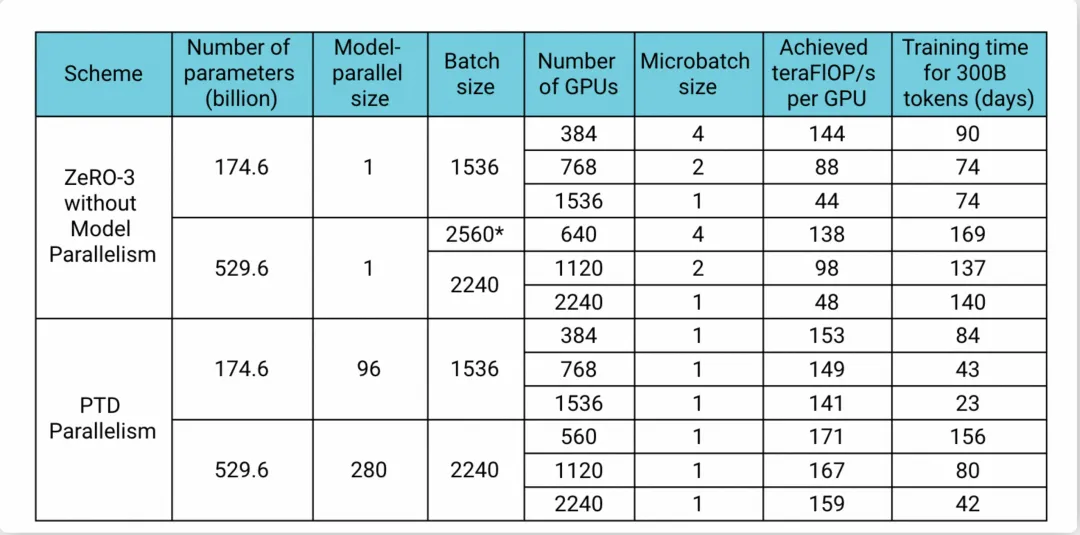 Scheme
Number of
parameters
(billion)
Model-
parallel
size
Batch
size
Number
of GPUs
Microbatch
size
Achieved
teraFlOP/s
per GPU
Training time
for 300B
tokens (days)
ZeRO-3
without
Model
Parallelism
174.6
1
1536
384 4 144 90
768 2 88 74
1536 1 44 74
529.6
1
2560*
640 4 138 169
2240
1120 2 98 137
2240 1 48 140
PTD
Parallelism
174.6
96
1536
384 1 153 84
768 1 149 43
1536 1 141 23
529.6
280
2240
560 1 171 156
1120 1 167 80
2240 1 159 42